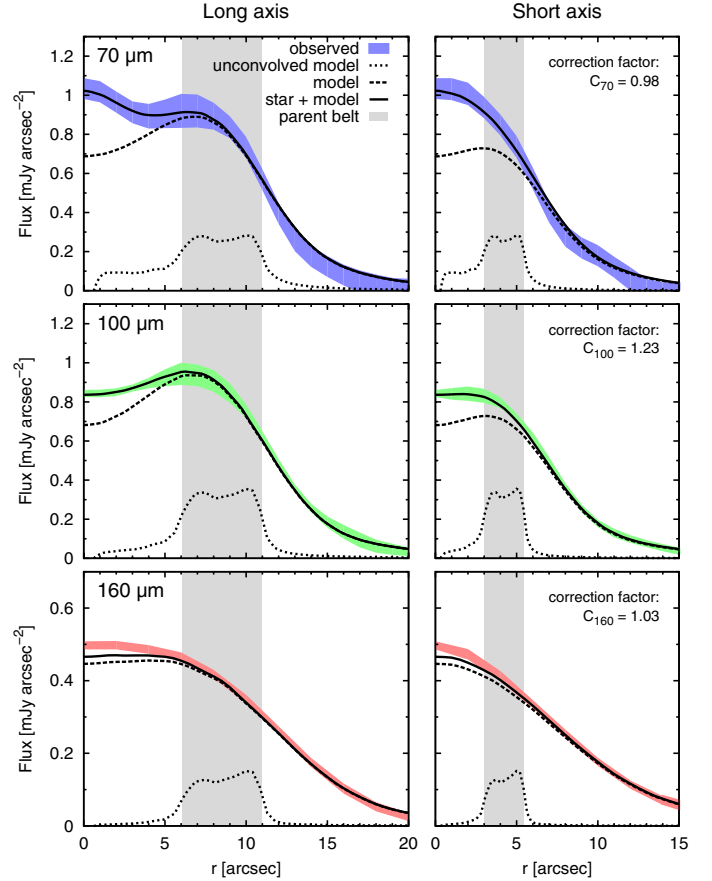 Long axis
Short axis
70 µm
observed
unconvolved model
model
star + model
parent belt
correction factor:
C70 = 0.98
Flux [mJy arcsec−2]
0
0.2
0.4
0.6
0.8
1
1.2
100 µm
correction factor:
C100 = 1.23
Flux [mJy arcsec−2]
0
0.2
0.4
0.6
0.8
1
1.2
160 µm
correction factor:
C160 = 1.03
Flux [mJy arcsec−2]
0
0.2
0.4
0.6
0 5 10 15 20
0 5 10 15
r [arcsec]
r [arcsec]